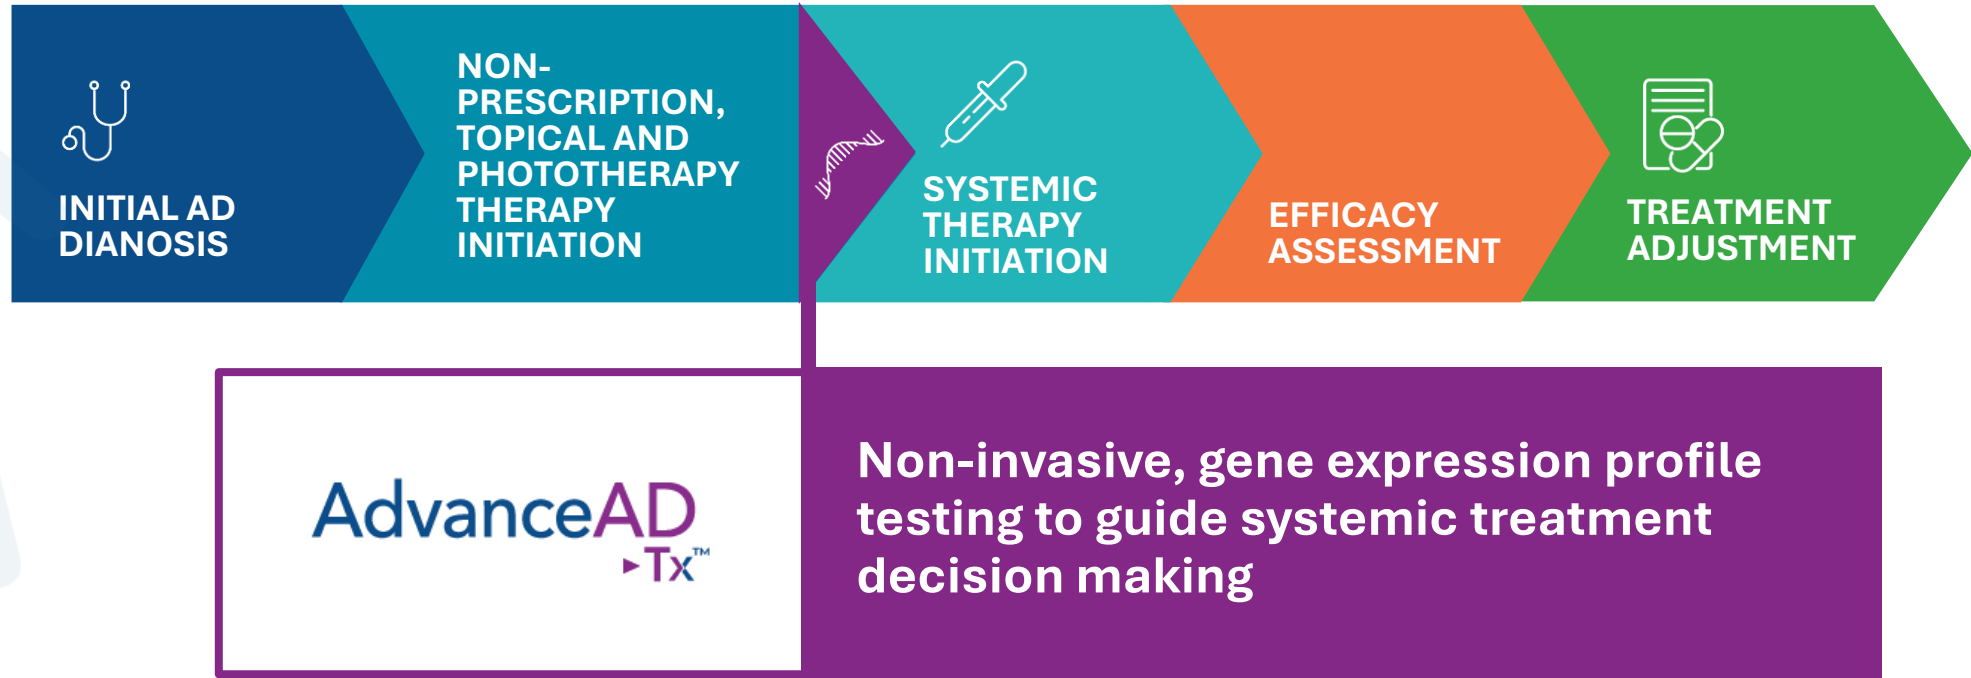 INITIAL AD
DIANOSIS
NON-
PRESCRIPTION,
TOPICAL AND
PHOTOTHERAPY
THERAPY
INITIATION
SYSTEMIC
THERAPY
INITIATION
EFFICACY
ASSESSMENT
TREATMENT
ADJUSTMENT
AdvanceAD
Tx™
Non-invasive, gene expression profile
testing to guide systemic treatment
decision making